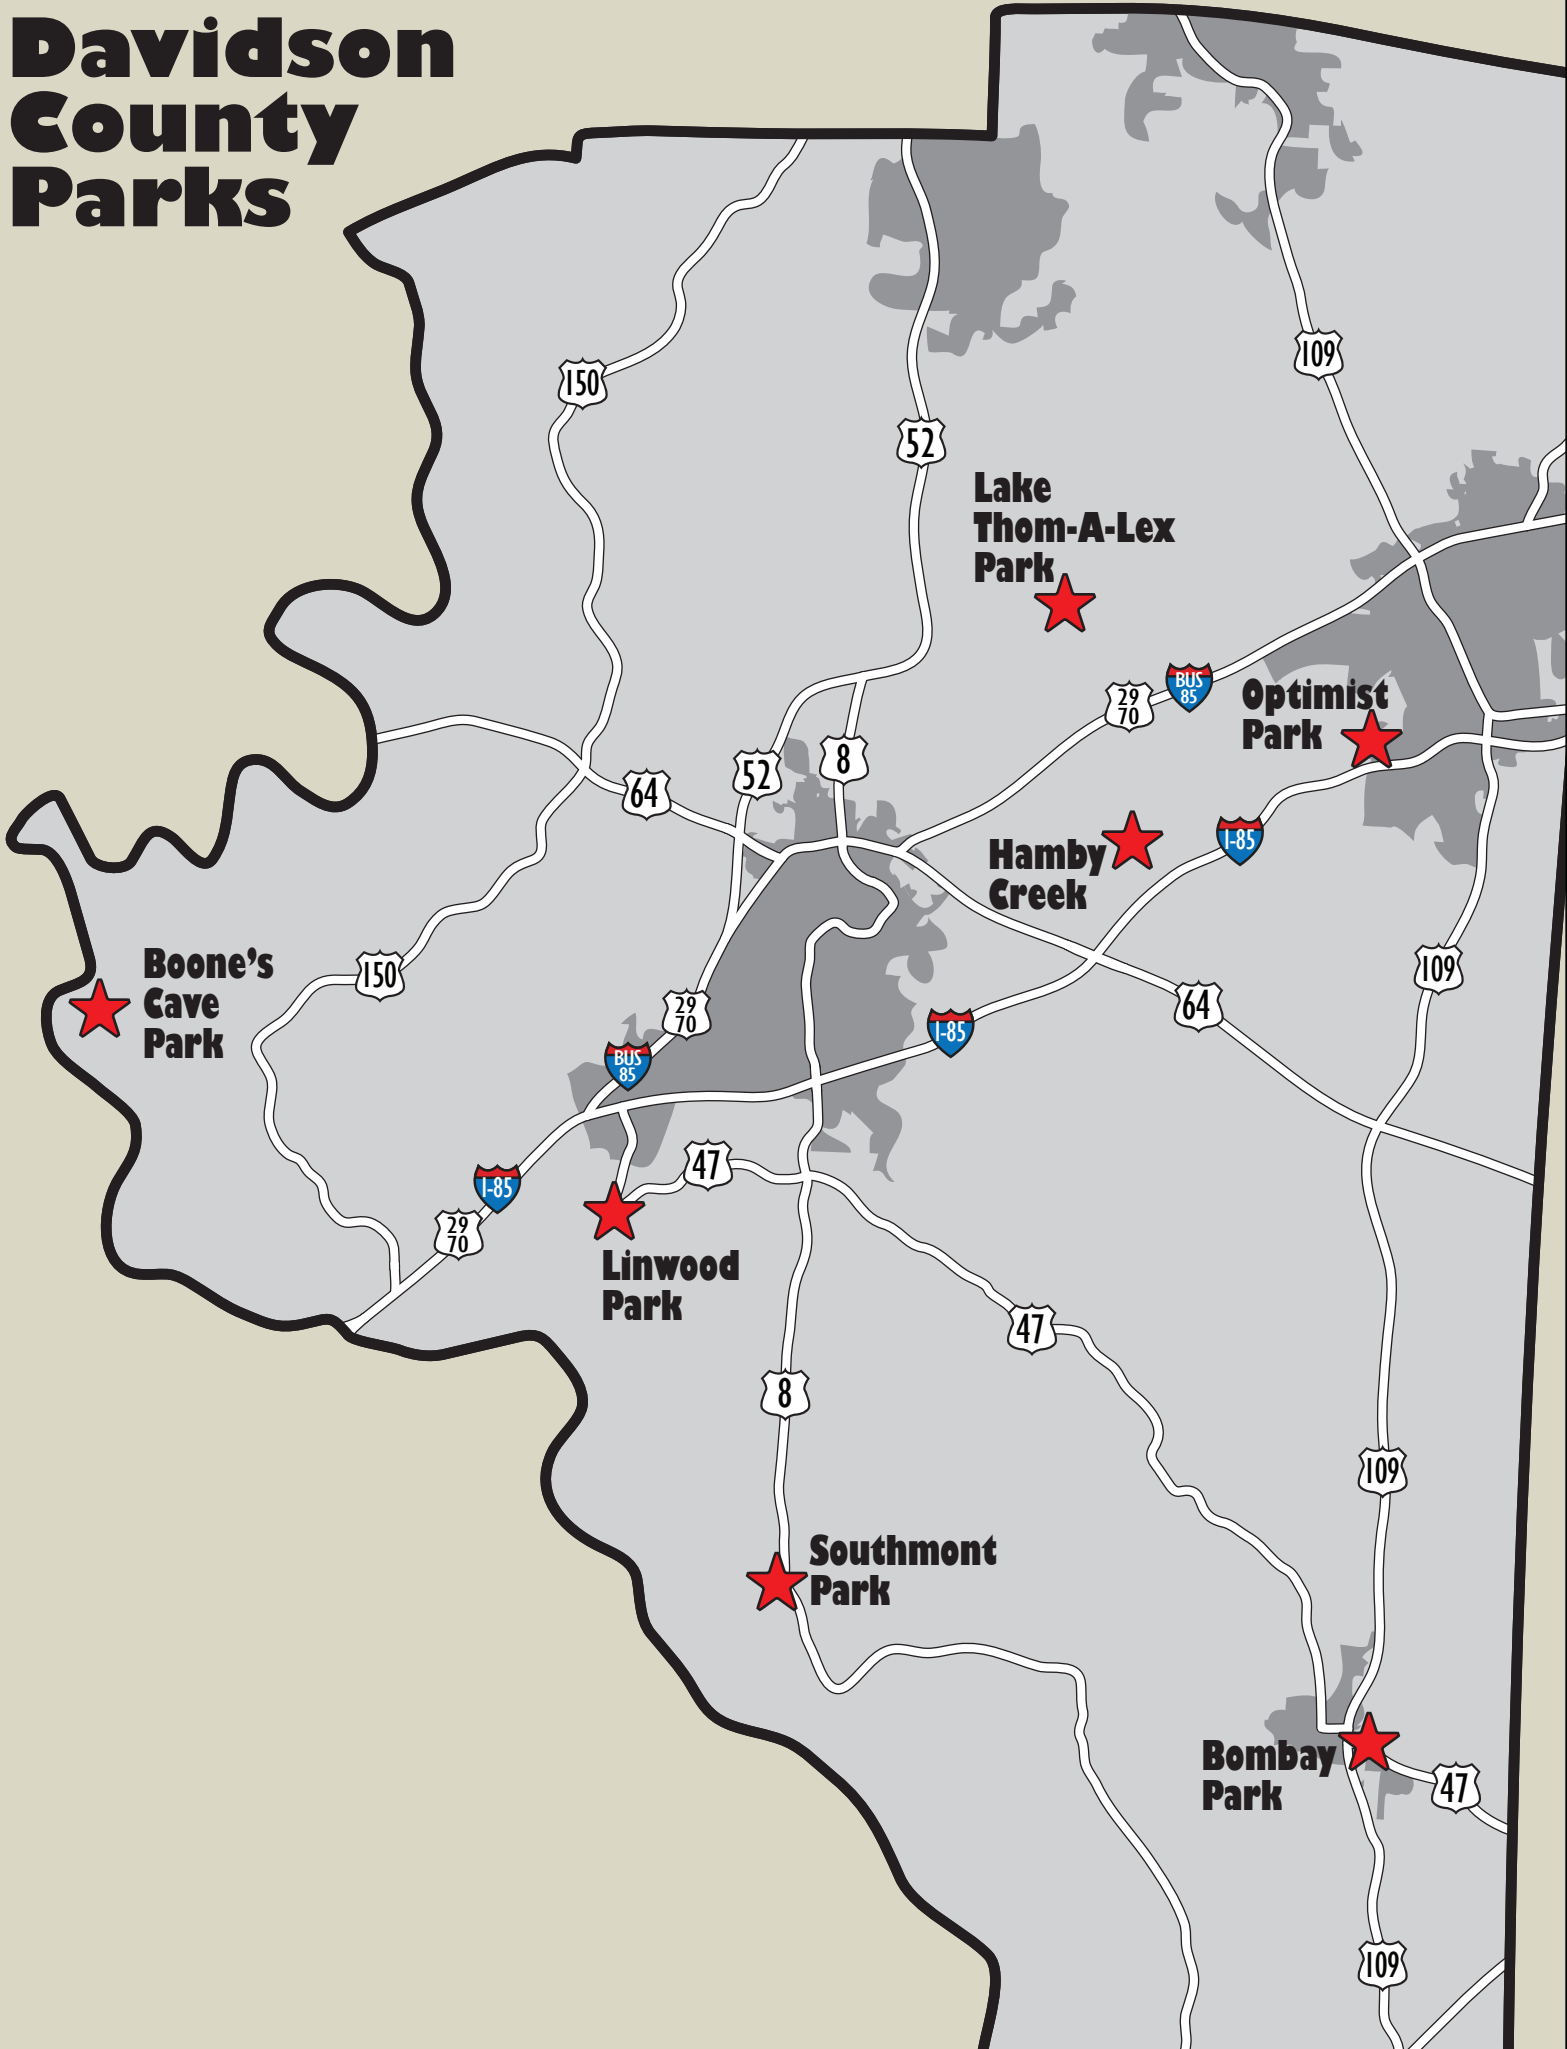 Davidson
County
Parks
109
150
52
Lake
Thom-A-Lex
Park
BUS
85
29
70
Optimist
Park
8
52
64
I-85
Hamby
Creek
Boone's
Cave
Park
150
109
64
29
70
I-85
BUS
85
47
I-85
29
70
Linwood
Park
47
8
109
Southmont
Park
Bombay
Park
47
109